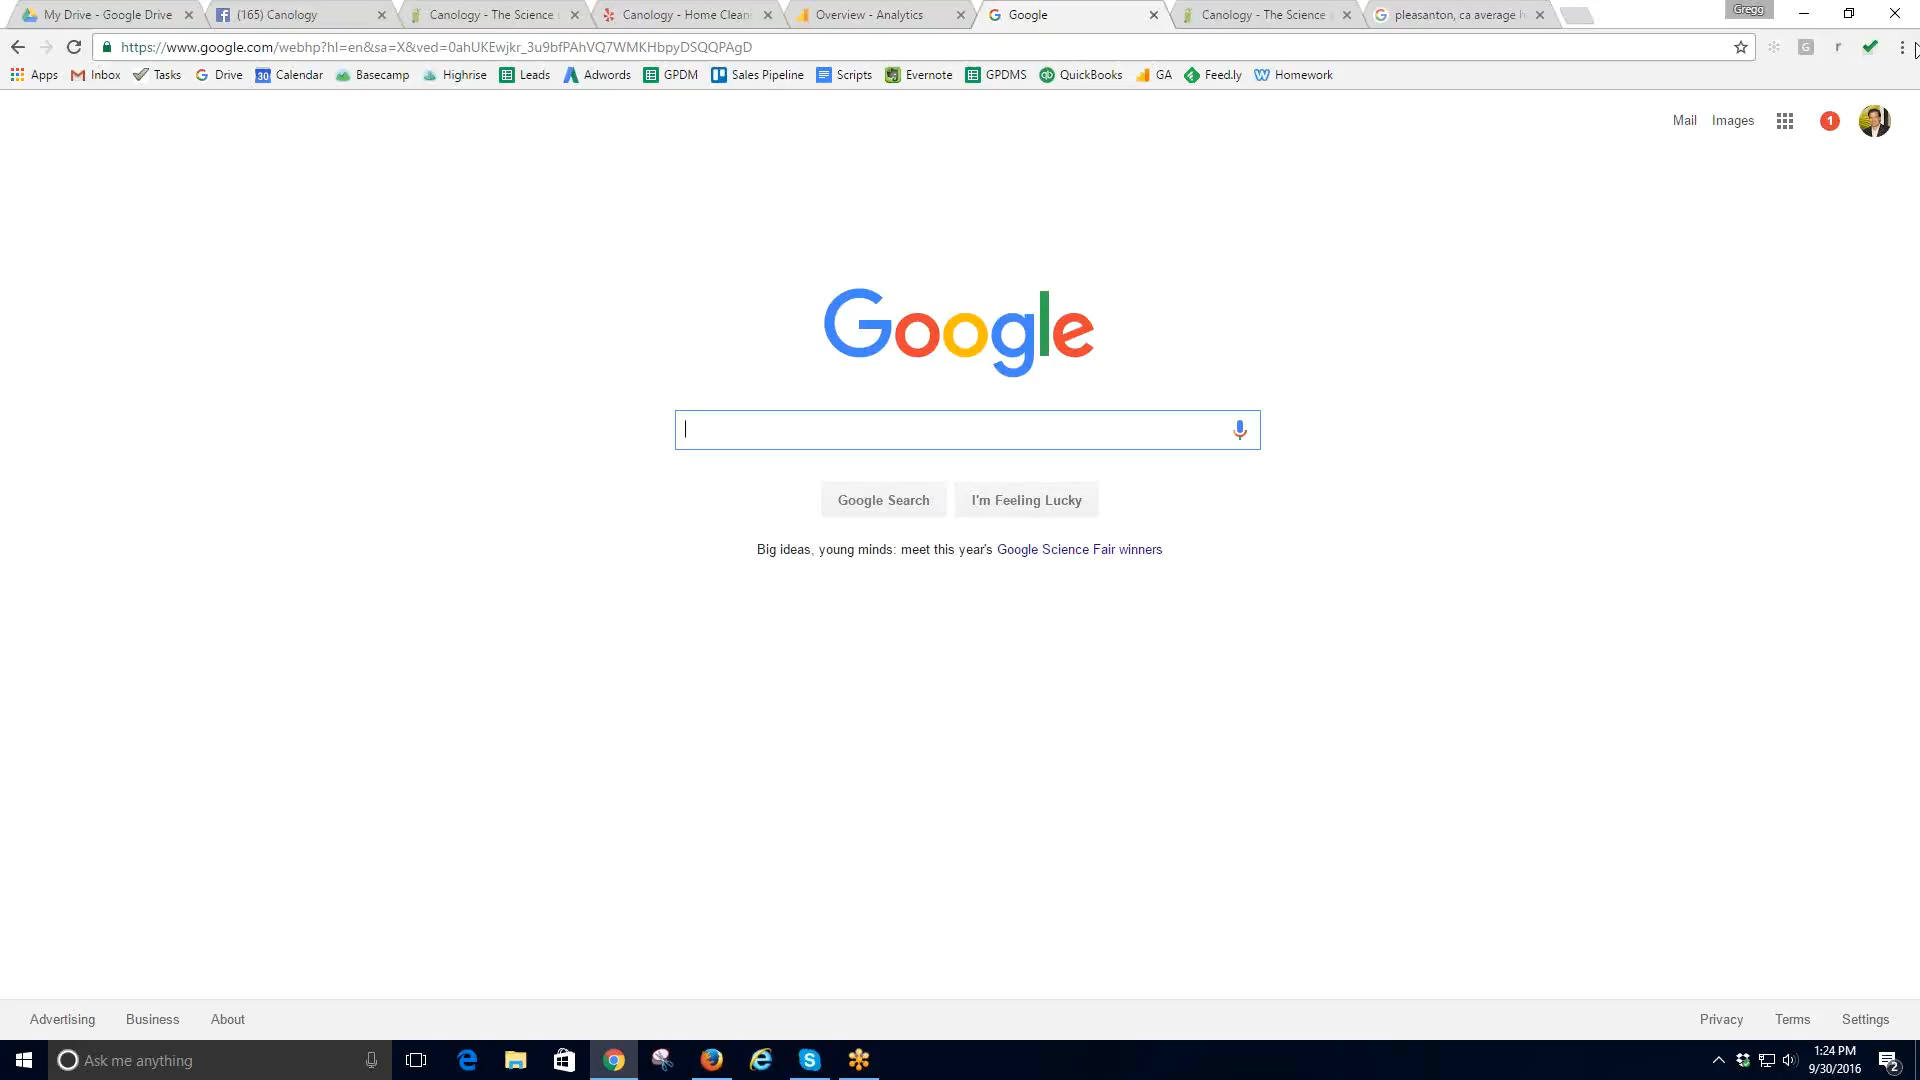 My Drive - Google Drive
(165) Canology
Canology - The Science
Canology - Home Clean
Overview - Analytics
Google
Canology - The Science
pleasanton, ca average h
Gregg
https://www.google.com/webhp?hl=en&sa=X&ved=0ahUKEwjkr_3u9bfPAhVQ7WMKHbpyDSQQPAgD
G
r
Apps
Inbox
Tasks
Drive
30
Calendar
Basecamp
Highrise
Leads
Adwords
GPDM
Sales Pipeline
Scripts
Evernote
GPDMS
QuickBooks
GA
Feed.ly
Homework
Mail
Images
1
Google
Google Search
I'm Feeling Lucky
Big ideas, young minds: meet this year's Google Science Fair winners
Advertising
Business
About
Privacy
Terms
Settings
Ask me anything
1:24 PM
9/30/2016
2